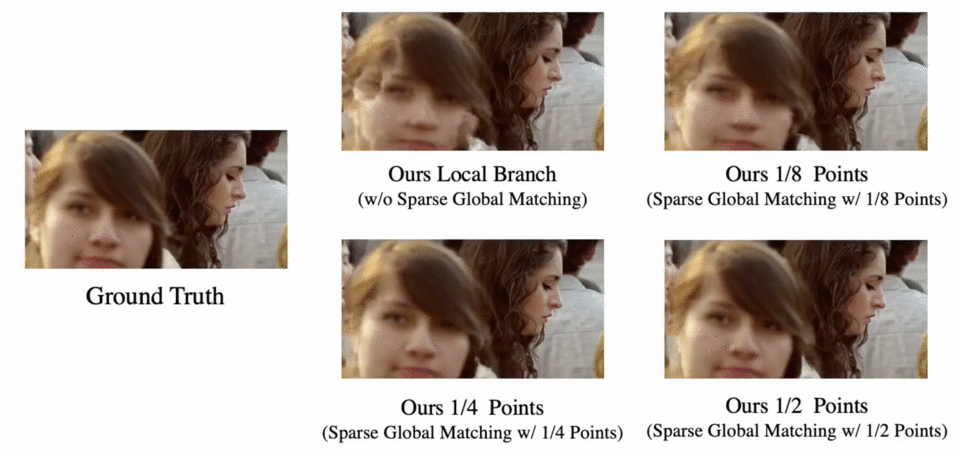 Ground Truth
Ours Local Branch
(w/o Sparse Global Matching)
Ours 1/8 Points
(Sparse Global Matching w/ 1/8 Points)
Ours 1/4 Points
(Sparse Global Matching w/ 1/4 Points)
Ours 1/2 Points
(Sparse Global Matching w/ 1/2 Points)